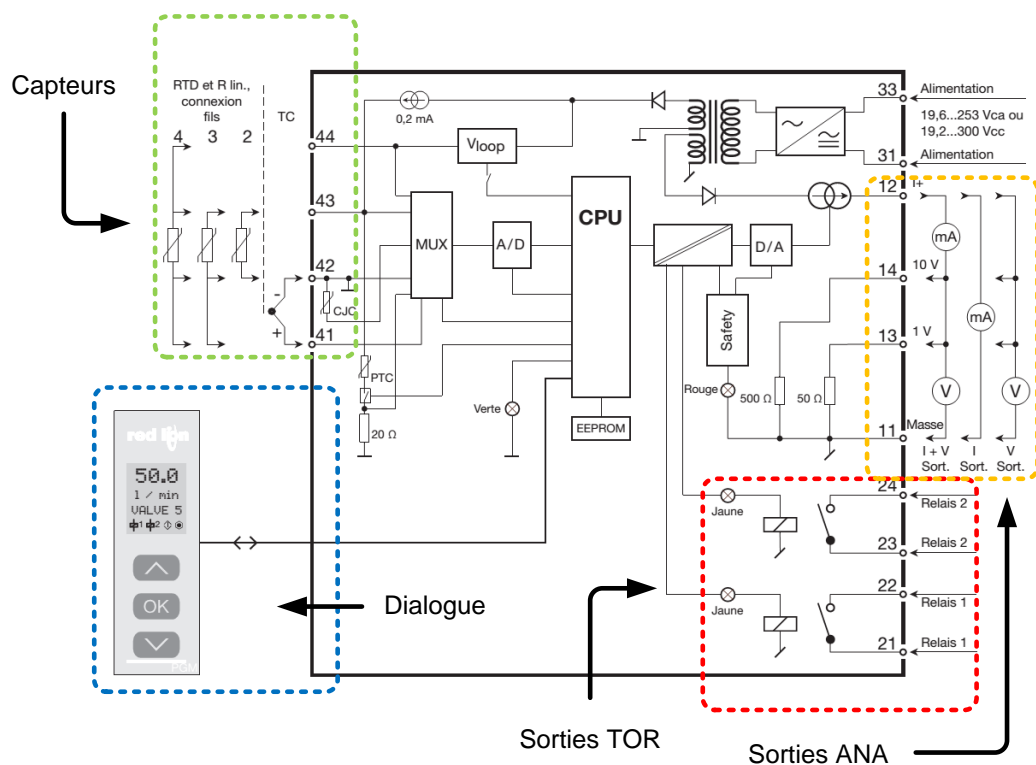 Capteurs
RTD et R lin.,
connexion
fils
4 3 2
TC
44
43
42
41
-
+
CJC
PTC
20 Ω
0,2 mA
Vloop
MUX
A/D
CPU
EEPROM
Verte
D/A
Safety
Rouge
500 Ω
50 Ω
33
Alimentation
19,6...253 Vca ou
19,2...300 Vcc
31
Alimentation
12
I+
14
10 V
13
1 V
11
Masse
mA
mA
V
V
I + V
Sort.
I
Sort.
V
Sort.
24
Relais 2
23
Relais 2
22
Relais 1
21
Relais 1
Jaune
Jaune
red lion
50.0
l / min
VALVE 5
1 2
OK
PGM
Dialogue
Sorties TOR
Sorties ANA